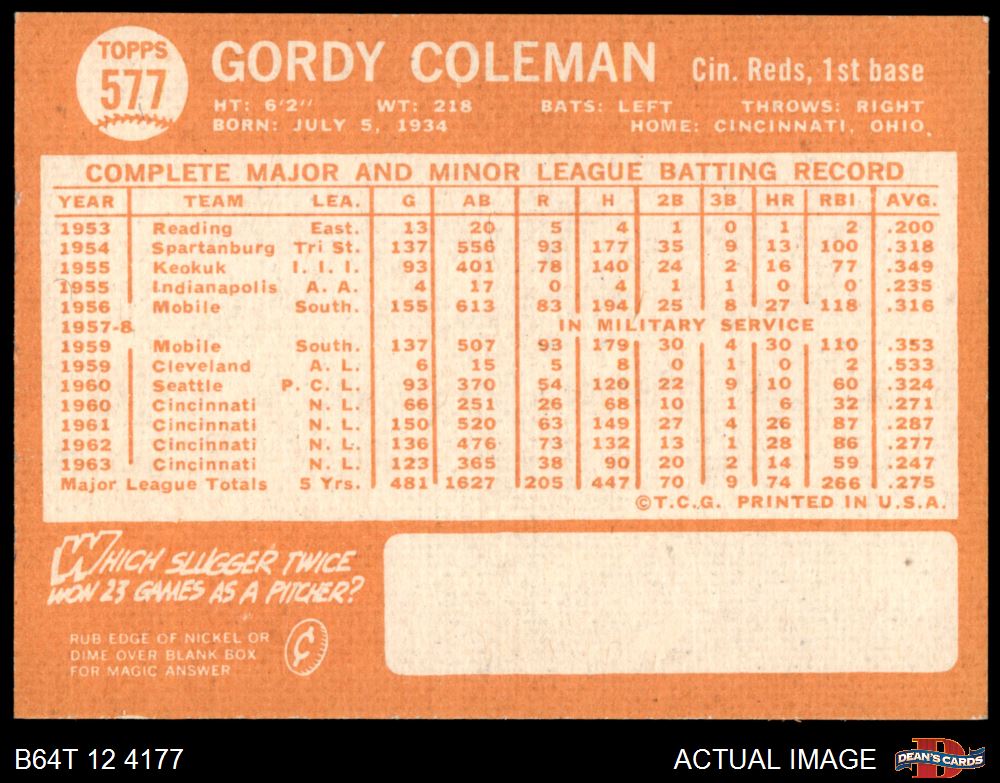 TOPPS
577
GORDY COLEMAN Cin. Reds, 1st base
HT: 6'2" WT: 218 BATS: LEFT THROWS: RIGHT
BORN: JULY 5, 1934 HOME: CINCINNATI, OHIO.
COMPLETE MAJOR AND MINOR LEAGUE BATTING RECORD
YEAR TEAM LEA. G AB R H 2B 3B HR RBI AVG.
1953 Reading East. 13 20 5 4 1 0 1 2 .200
1954 Spartanburg Tri St. 137 556 93 177 35 9 13 100 .318
1955 Keokuk I. I. I. 93 401 78 140 24 2 16 77 .349
1955 Indianapolis A. A. 4 17 0 4 1 1 0 0 .235
1956 Mobile South. 155 613 83 194 25 8 27 118 .316
1957-8 IN MILITARY SERVICE
1959 Mobile South. 137 507 93 179 30 4 30 110 .353
1959 Cleveland A. L. 6 15 5 8 0 1 0 2 .533
1960 Seattle P. C. L. 93 370 54 120 22 9 10 60 .324
1960 Cincinnati N. L. 66 251 26 68 10 1 6 32 .271
1961 Cincinnati N. L. 150 520 63 149 27 4 26 87 .287
1962 Cincinnati N. L. 136 476 73 132 13 1 28 86 .277
1963 Cincinnati N. L. 123 365 38 90 20 2 14 59 .247
Major League Totals 5 Yrs. 481 1627 205 447 70 9 74 266 .275
©T.C.G. PRINTED IN U.S.A.
WHICH SLUGGER TWICE
WON 23 GAMES AS A PITCHER?
RUB EDGE OF NICKEL OR
DIME OVER BLANK BOX
FOR MAGIC ANSWER
¢
B64T 12 4177 ACTUAL IMAGE
D
DEAN'S CARDS